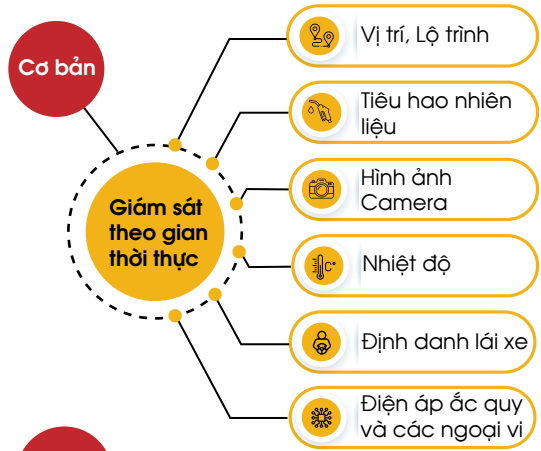 Cơ bản
Giám sát
theo gian
thời thực
Vị trí, Lộ trình
Tiêu hao nhiên
liệu
Hình ảnh
Camera
C°
Nhiệt độ
Định danh lái xe
Điện áp ắc quy
và các ngoại vi